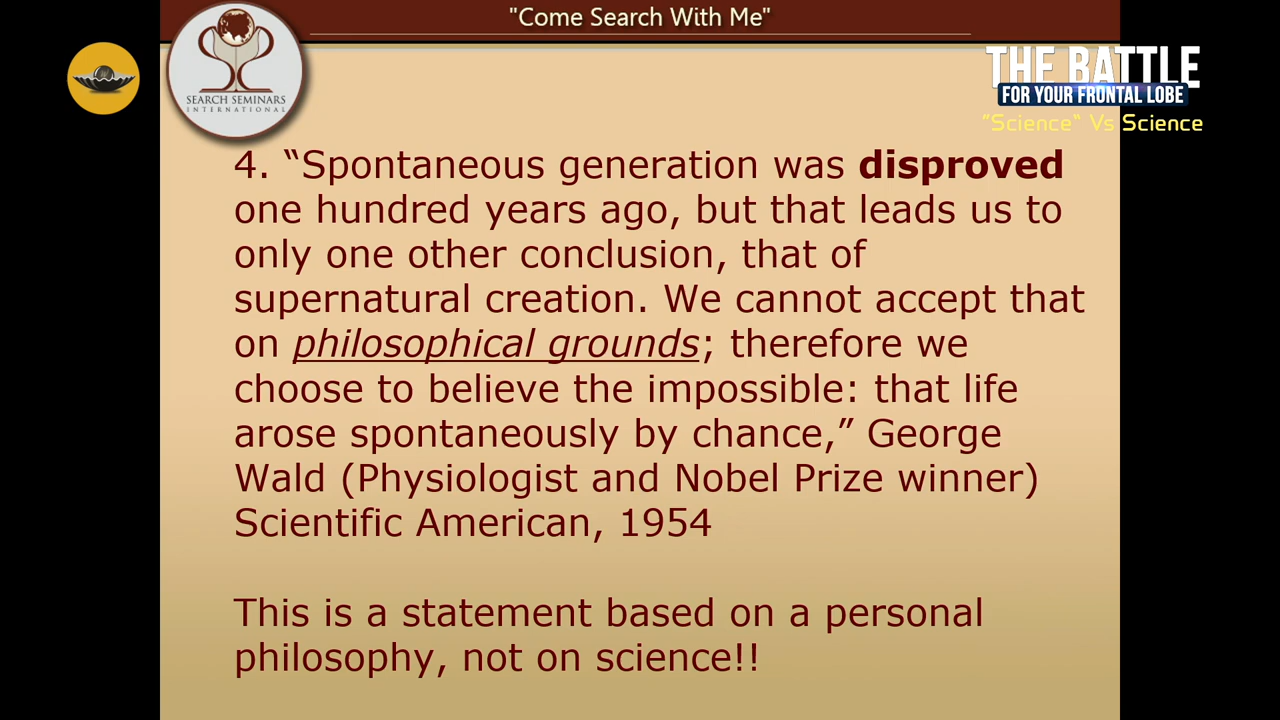 "Come Search With Me"
SEARCH SEMINARS
INTERNATIONAL
THE BATTLE
FOR YOUR FRONTAL LOBE
"Science" Vs Science
4. “Spontaneous generation was disproved
one hundred years ago, but that leads us to
only one other conclusion, that of
supernatural creation. We cannot accept that
on philosophical grounds; therefore we
choose to believe the impossible: that life
arose spontaneously by chance,” George
Wald (Physiologist and Nobel Prize winner)
Scientific American, 1954
This is a statement based on a personal
philosophy, not on science!!